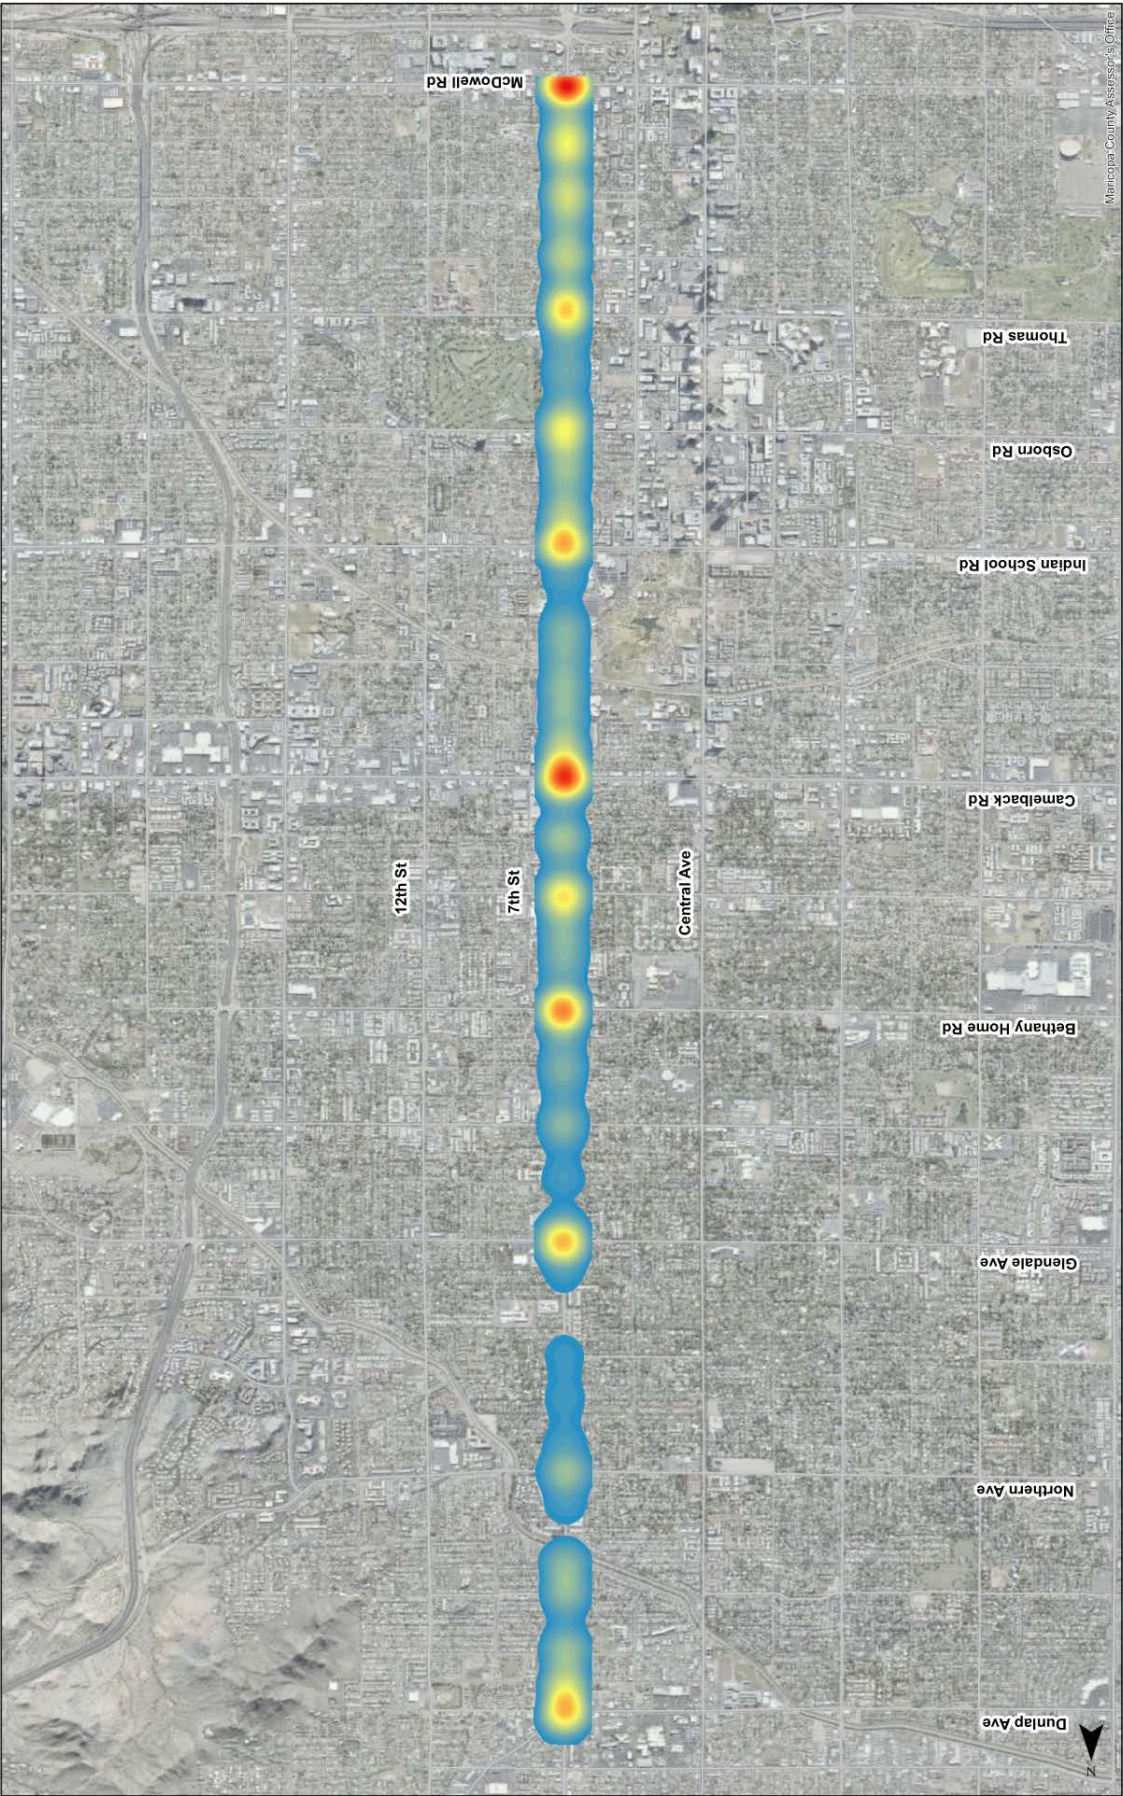 Maricopa County Assessor's Office
McDowell Rd
Thomas Rd
Osborn Rd
Indian School Rd
Camelback Rd
12th St
7th St
Central Ave
Bethany Home Rd
Glendale Ave
Northern Ave
Dunlap Ave
N